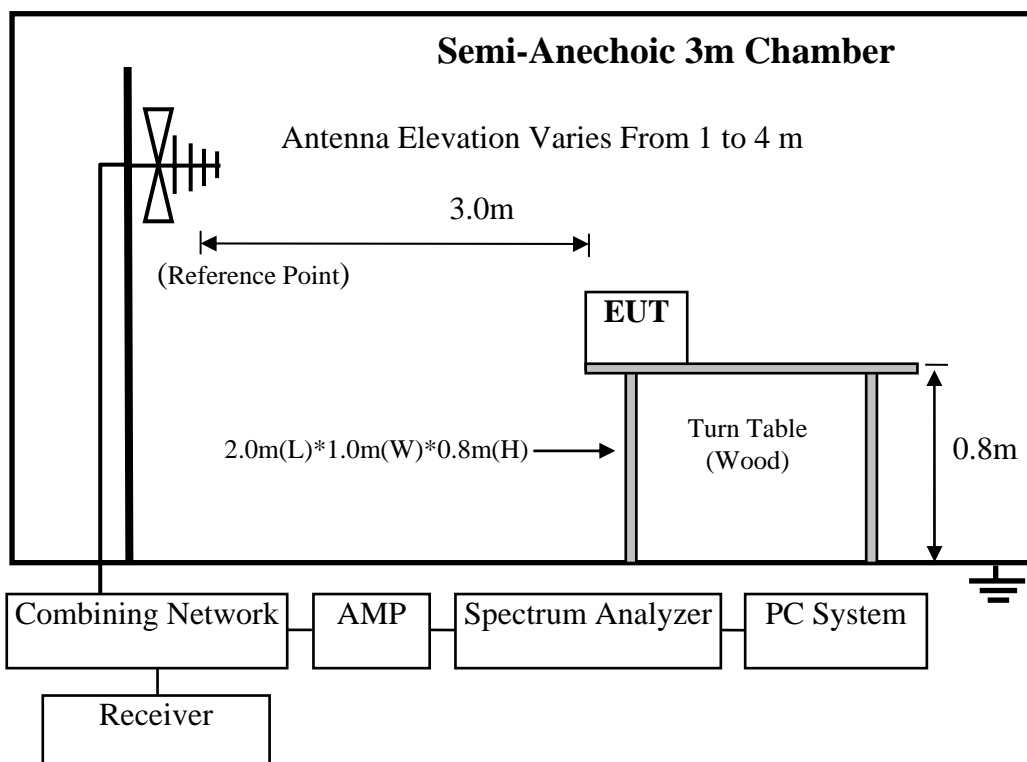 Semi-Anechoic 3m Chamber
Antenna Elevation Varies From 1 to 4 m
3.0m
(Reference Point)
EUT
2.0m(L)*1.0m(W)*0.8m(H)
Turn Table
(Wood)
0.8m
Combining Network
AMP
Spectrum Analyzer
PC System
Receiver